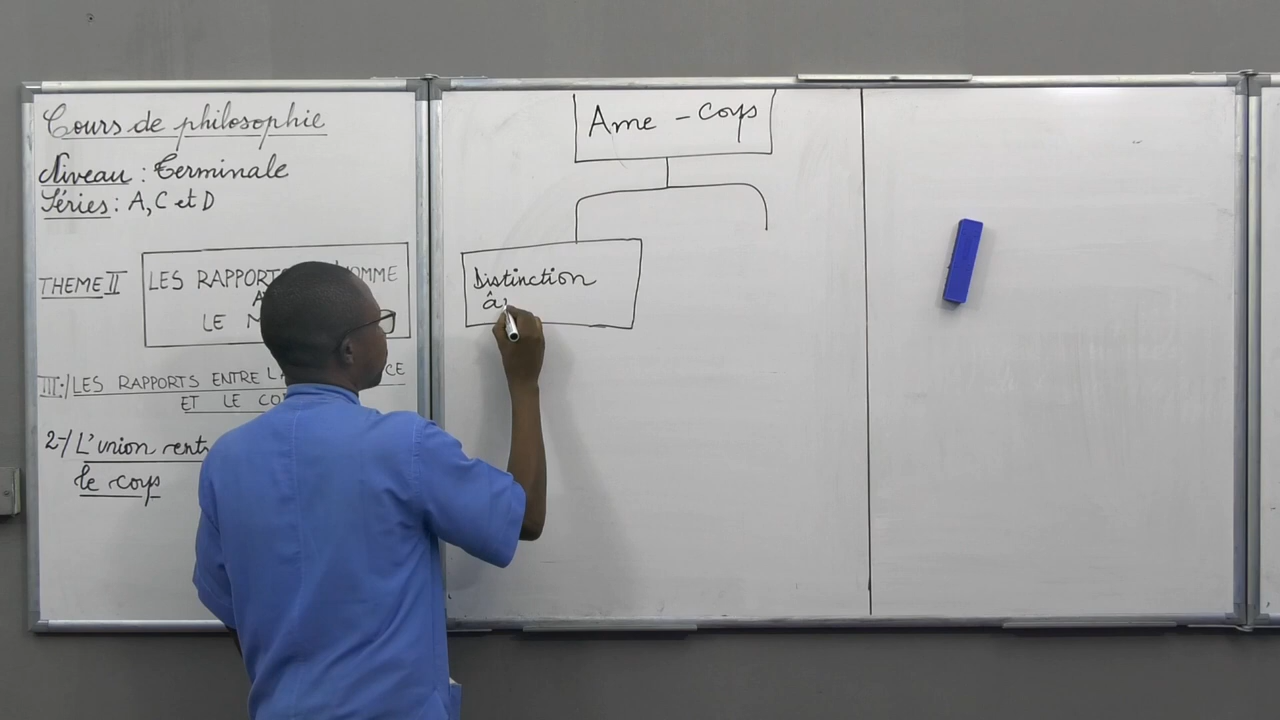 Cours de philosophie
Niveau : Terminale
Séries : A, C et D
THEME II
LES RAPPORTS HOMME
LE
III-/ LES RAPPORTS ENTRE
ET LE
2-/ L'union
le corps
Ame - Corps
Distinction